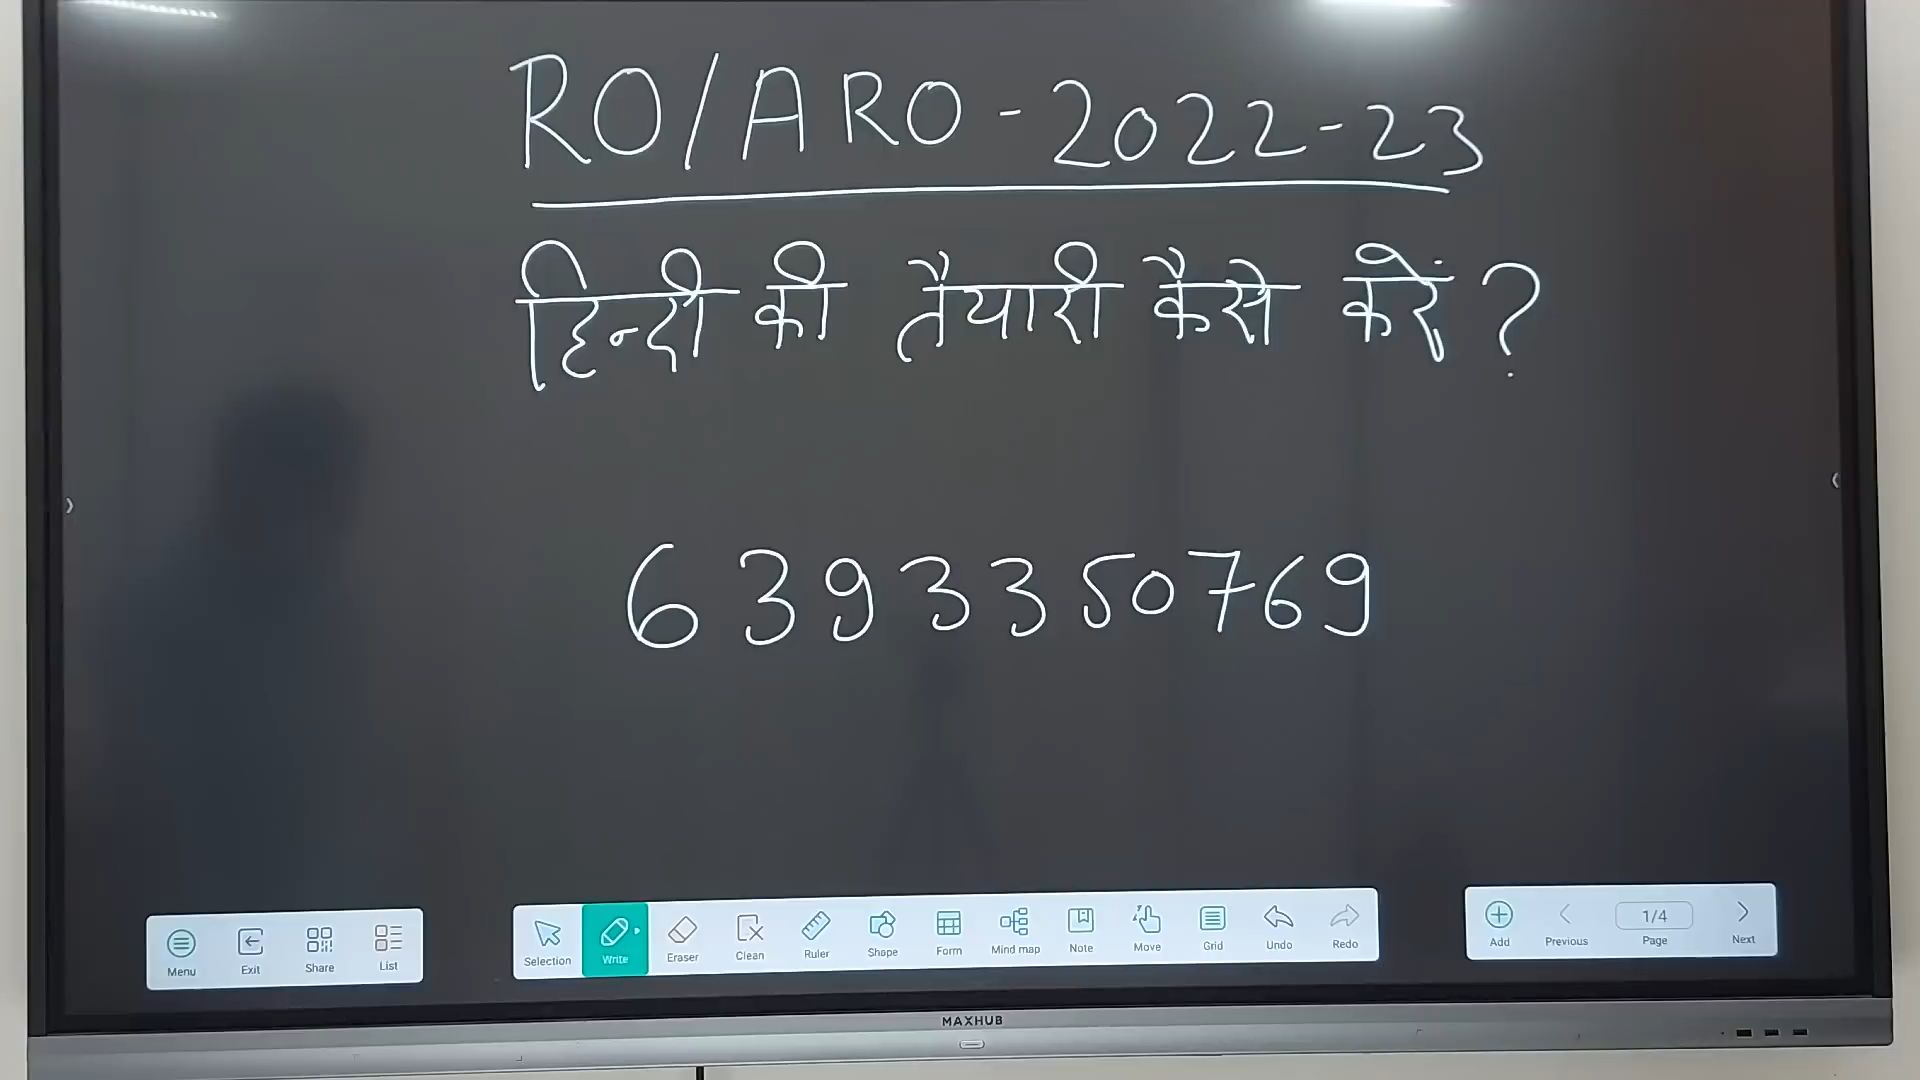 RO/ARO-2022-23
हिन्दी की तैयारी कैसे करें?
6393350769
Menu Exit Share List
Selection Write Eraser Clean Ruler Shape Form Mind map Note Move Grid Undo Redo
Add Previous 1/4 Page Next
MAXHUB